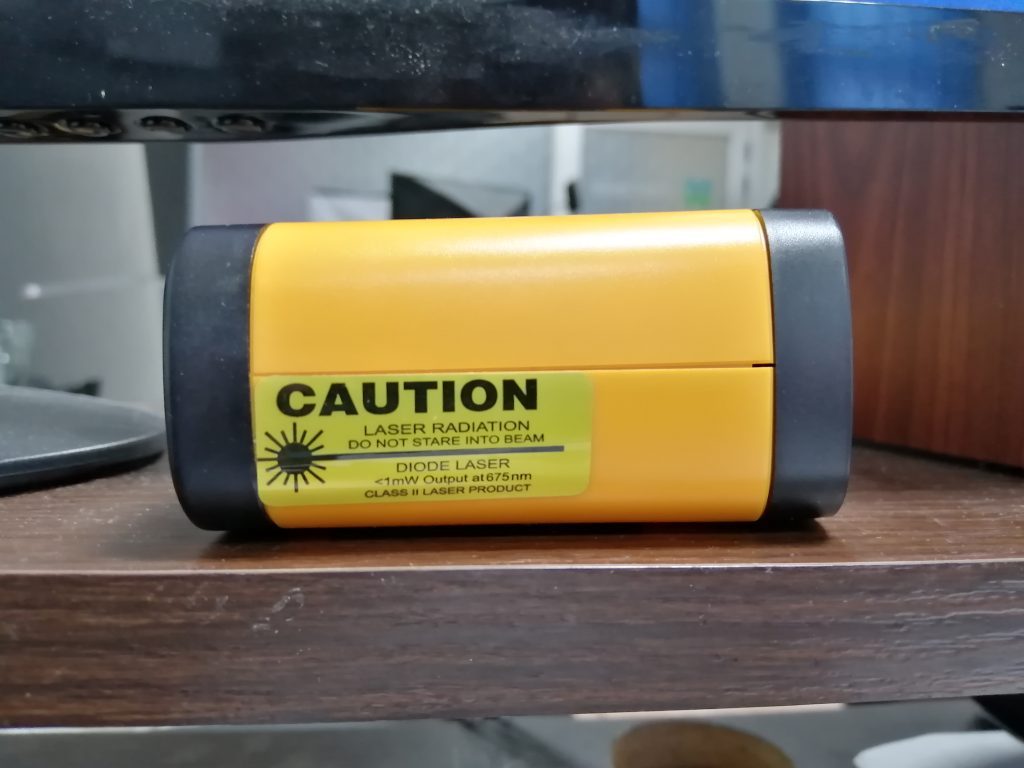 CAUTION
LASER RADIATION
DO NOT STARE INTO BEAM
DIODE LASER
<1mW Output at 675nm
CLASS II LASER PRODUCT